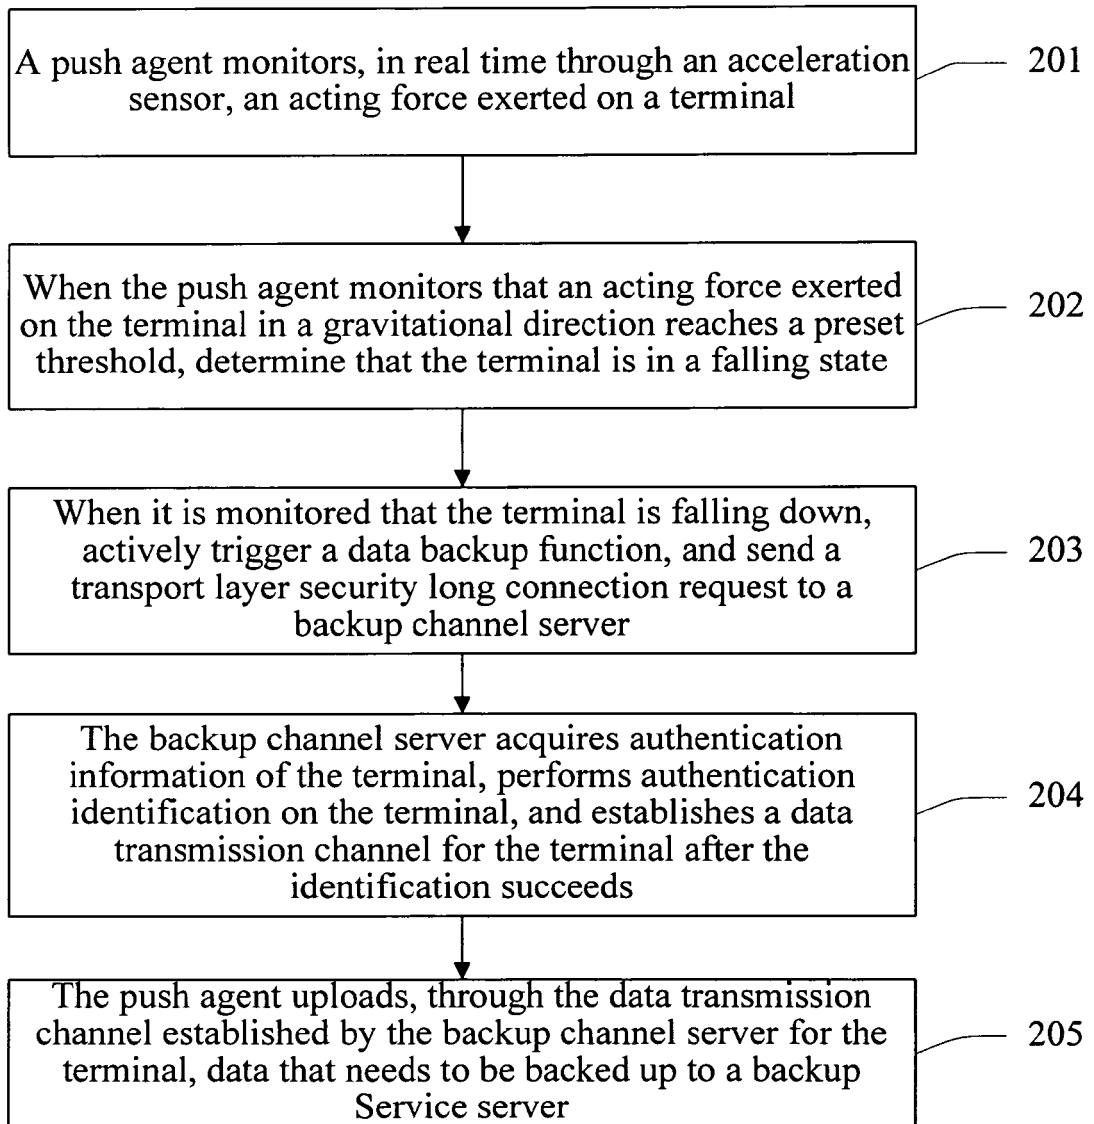 A push agent monitors, in real time through an acceleration
sensor, an acting force exerted on a terminal
201
When the push agent monitors that an acting force exerted
on the terminal in a gravitational direction reaches a preset
threshold, determine that the terminal is in a falling state
202
When it is monitored that the terminal is falling down,
actively trigger a data backup function, and send a
transport layer security long connection request to a
backup channel server
203
The backup channel server acquires authentication
information of the terminal, performs authentication
identification on the terminal, and establishes a data
transmission channel for the terminal after the
identification succeeds
204
The push agent uploads, through the data transmission
channel established by the backup channel server for the
terminal, data that needs to be backed up to a backup
Service server
205